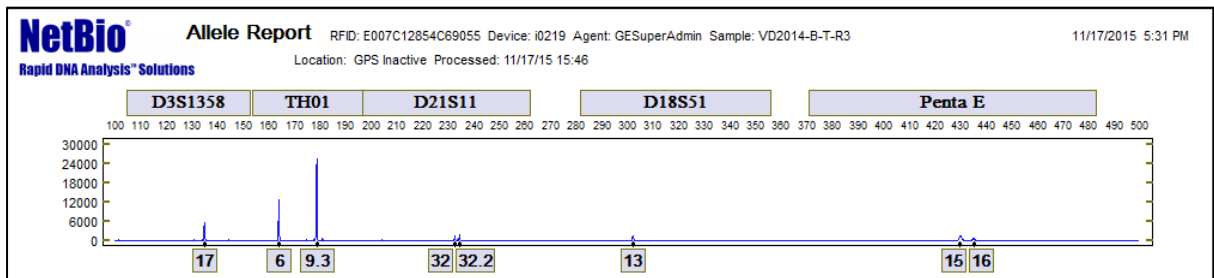 NetBio® Allele Report RFID: E007C12854C69055 Device: i0219 Agent: GESuperAdmin Sample: VD2014-B-T-R3 11/17/2015 5:31 PM
Rapid DNA Analysis™ Solutions Location: GPS Inactive Processed: 11/17/15 15:46
D3S1358 TH01 D21S11 D18S51 Penta E
100 110 120 130 140 150 160 170 180 190 200 210 220 230 240 250 260 270 280 290 300 310 320 330 340 350 360 370 380 390 400 410 420 430 440 450 460 470 480 490 500
30000
24000
18000
12000
6000
0
17 6 9.3 32 32.2 13 15 16